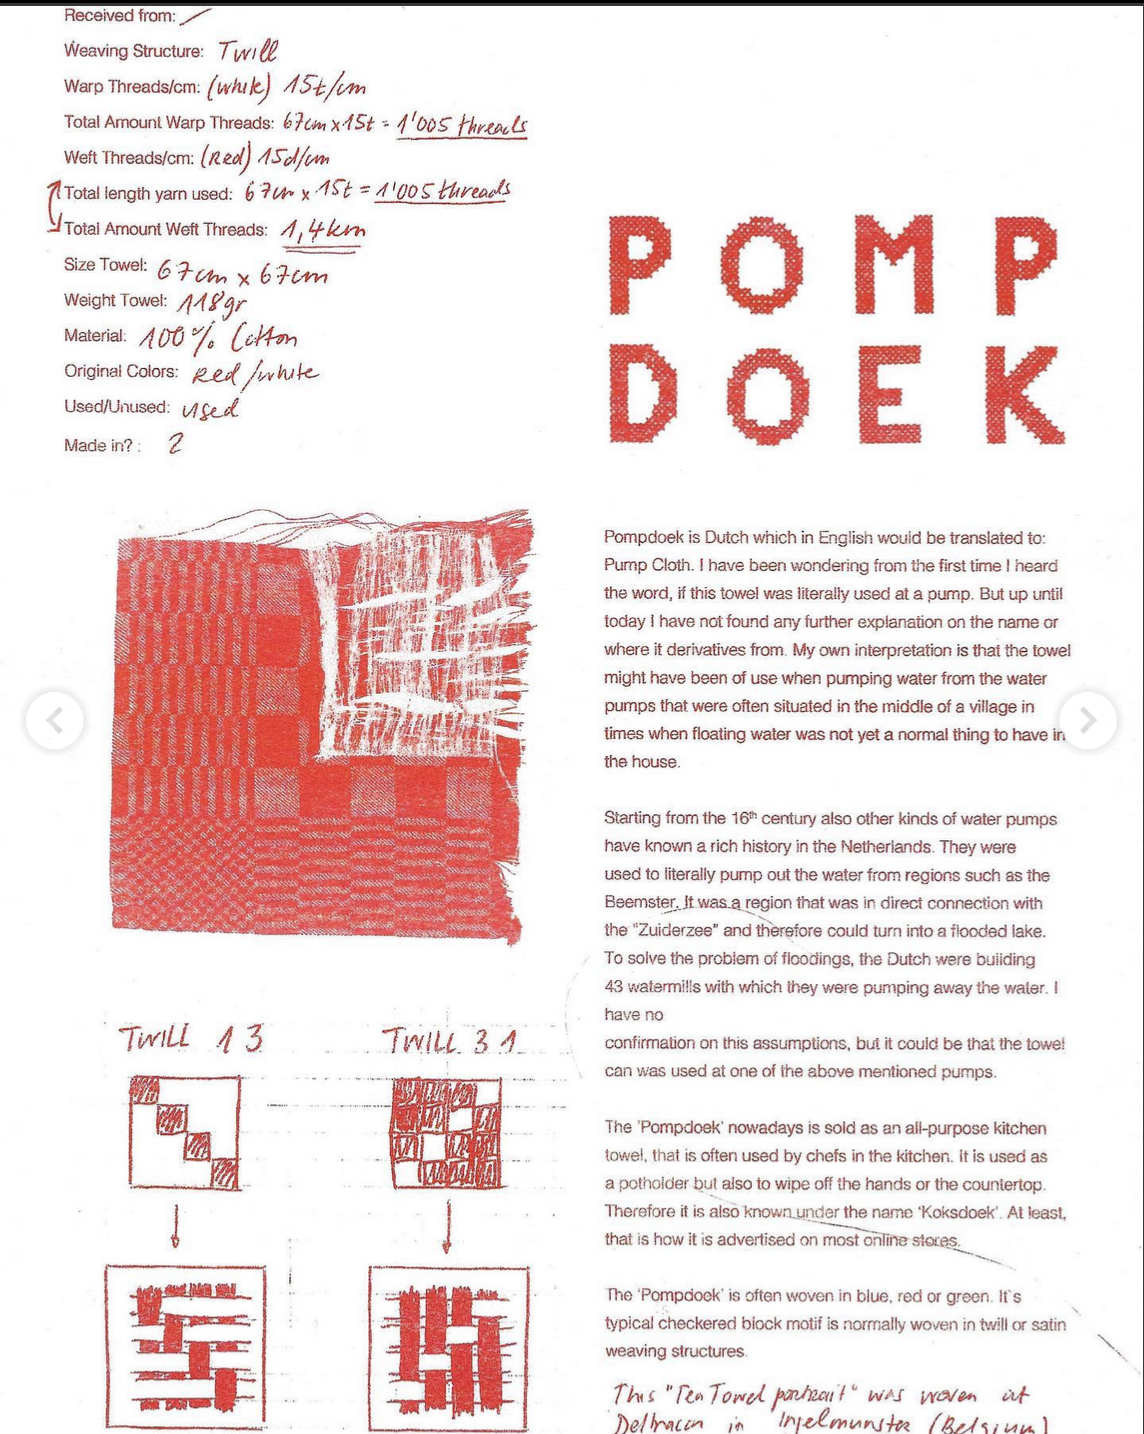 Received from: /
Weaving Structure: Twill
Warp Threads/cm: (white) 15t/cm
Total Amount Warp Threads: 67cm x 15t = 1'005 threads
Weft Threads/cm: (Red) 15d/cm
Total length yarn used: 67cm x 15t = 1'005 threads
Total Amount Weft Threads: 1,4km
Size Towel: 67cm x 67cm
Weight Towel: 118gr
Material: 100% Cotton
Original Colors: Red/white
Used/Unused: used
Made in? : ?
POMP
DOEK
Pompdoek is Dutch which in English would be translated to:
Pump Cloth. I have been wondering from the first time I heard
the word, if this towel was literally used at a pump. But up until
today I have not found any further explanation on the name or
where it derivatives from. My own interpretation is that the towel
might have been of use when pumping water from the water
pumps that were often situated in the middle of a village in
times when floating water was not yet a normal thing to have in
the house.
Starting from the 16th century also other kinds of water pumps
have known a rich history in the Netherlands. They were
used to literally pump out the water from regions such as the
Beemster. It was a region that was in direct connection with
the "Zuiderzee" and therefore could turn into a flooded lake.
To solve the problem of floodings, the Dutch were building
43 watermills with which they were pumping away the water. I
have no
confirmation on this assumptions, but it could be that the towel
can was used at one of the above mentioned pumps.
The 'Pompdoek' nowadays is sold as an all-purpose kitchen
towel, that is often used by chefs in the kitchen. It is used as
a potholder but also to wipe off the hands or the countertop.
Therefore it is also known under the name 'Koksdoek'. At least,
that is how it is advertised on most online stores.
The 'Pompdoek' is often woven in blue, red or green. It`s
typical checkered block motif is normally woven in twill or satin
weaving structures.
This "Tea Towel portrait" was woven at
in Ingelmunster (Belgium)
TWILL 1 3
TWILL 3 1